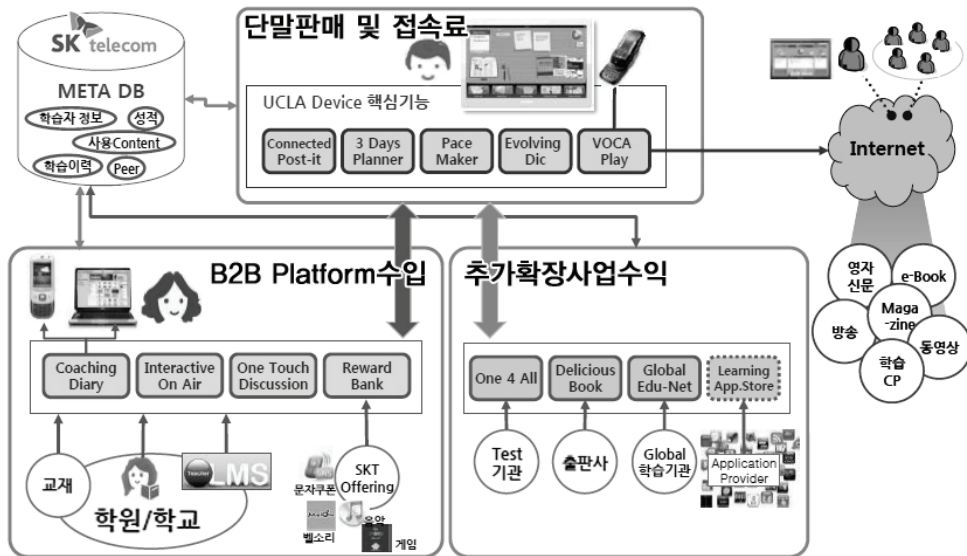 SK telecom
META DB
학습자 정보
성적
사용Content
학습이력
Peer
단말판매 및 접속료
UCLA Device 핵심기능
Connected
Post-it
3 Days
Planner
Pace
Maker
Evolving
Dic
VOCA
Play
Internet
영자
신문
e-Book
Maga
-zine
방송
동영상
학습
CP
B2B Platform수입
Coaching
Diary
Interactive
On Air
One Touch
Discussion
Reward
Bank
교재
학원/학교
Teacher
LMS
SKT
Offering
문자쿠폰
벨소리
음악
게임
추가확장사업수익
One 4 All
Delicious
Book
Global
Edu-Net
Learning
App.Store
Test
기관
출판사
Global
학습기관
Application
Provider